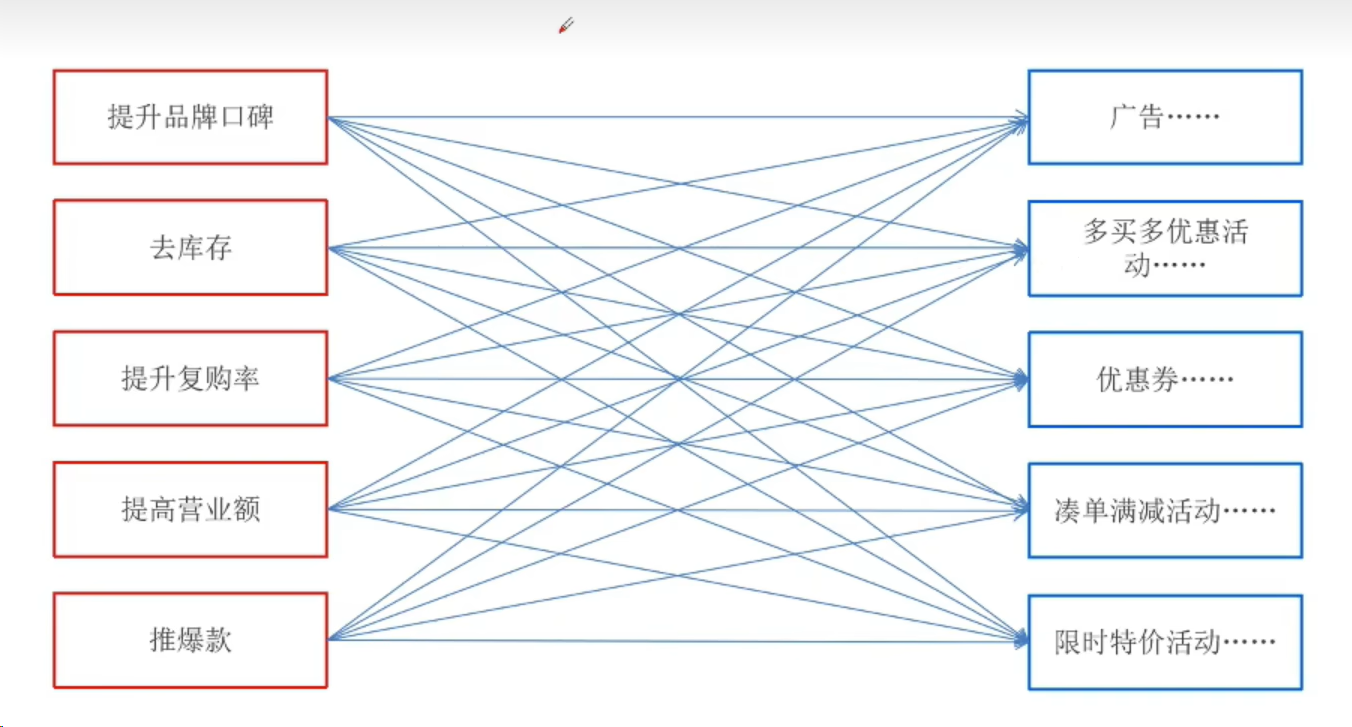 提升品牌口碑
广告……
去库存
多买多优惠活
动……
提升复购率
优惠券……
提高营业额
凑单满减活动……
推爆款
限时特价活动……